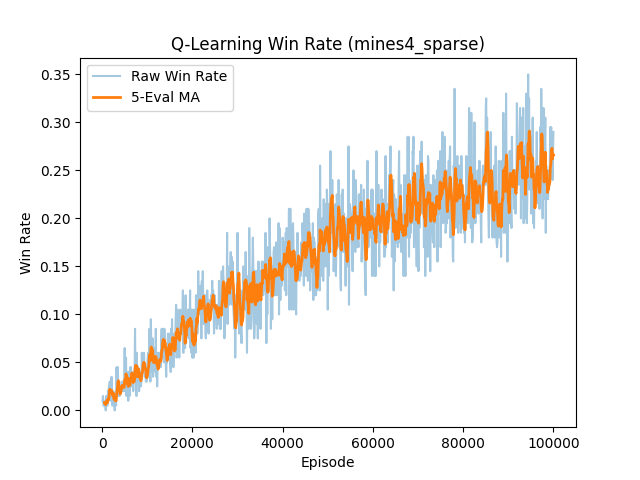 Q-Learning Win Rate (mines4_sparse)
Raw Win Rate
5-Eval MA
Win Rate
0.35
0.30
0.25
0.20
0.15
0.10
0.05
0.00
0 20000 40000 60000 80000 100000
Episode